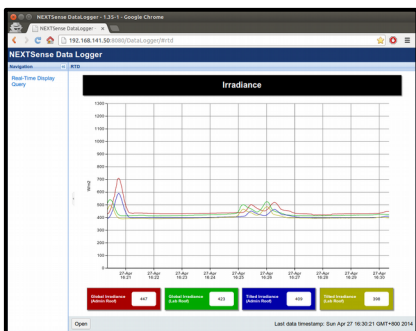 NEXTSense DataLogger - 1.35-1 - Google Chrome
NEXTSense DataLogger - x
192.168.141.50:8080/DataLogger/#rtd
NEXTSense Data Logger
Navigation
RTD
Real-Time Display
Query
Irradiance
1300
1200
1100
1000
900
800
700
600
500
400
300
200
100
0
W/m2
27-Apr 16:21
27-Apr 16:22
27-Apr 16:23
27-Apr 16:24
27-Apr 16:25
27-Apr 16:26
27-Apr 16:27
27-Apr 16:28
27-Apr 16:29
27-Apr 16:30
Global Irradiance (Admin Roof) 447
Global Irradiance (Lab Roof) 423
Tilted Irradiance (Admin Roof) 409
Tilted Irradiance (Lab Roof) 398
Open
Last data timestamp: Sun Apr 27 16:30:21 GMT+800 2014